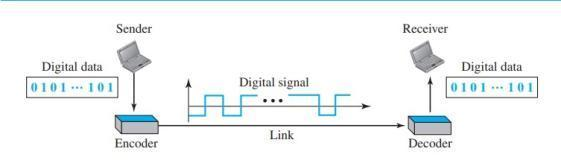 Sender
Receiver
Digital data
0101 ··· 101
Digital signal
•••
Digital data
0101 ··· 101
Link
Encoder
Decoder